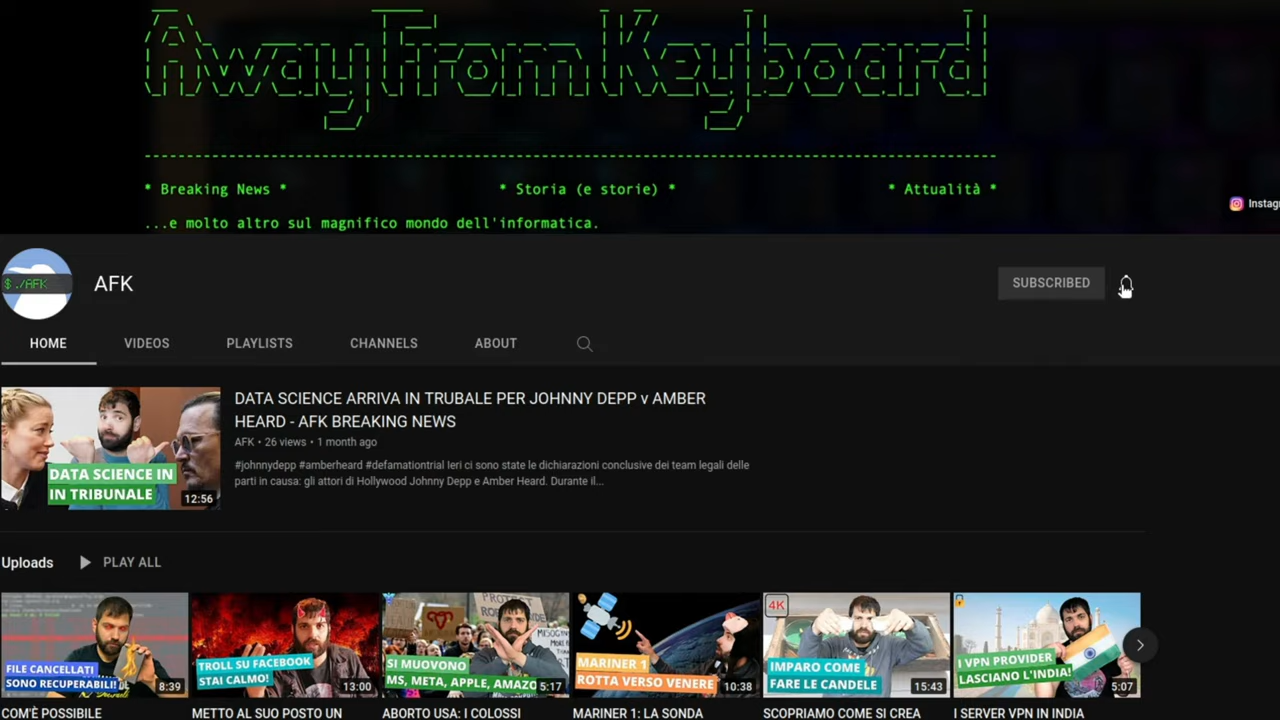 AwayFromKeyboard
* Breaking News * * Storia (e storie) * * Attualità *
...e molto altro sul magnifico mondo dell'informatica.
Instagr
$ ./AFK
AFK
SUBSCRIBED
HOME VIDEOS PLAYLISTS CHANNELS ABOUT
DATA SCIENCE IN
IN TRIBUNALE
12:56
DATA SCIENCE ARRIVA IN TRUBALE PER JOHNNY DEPP v AMBER
HEARD - AFK BREAKING NEWS
AFK • 26 views • 1 month ago
#johnnydepp #amberheard #defamationtrial Ieri ci sono state le dichiarazioni conclusive dei team legali delle
parti in causa: gli attori di Hollywood Johnny Depp e Amber Heard. Durante il...
Uploads PLAY ALL
FILE CANCELLATI
SONO RECUPERABILI!
8:39
COM'È POSSIBILE
TROLL SU FACEBOOK
STAI CALMO!
13:00
METTO AL SUO POSTO UN
SI MUOVONO
MS, META, APPLE, AMAZO
5:17
ABORTO USA: I COLOSSI
MARINER 1
ROTTA VERSO VENERE
10:38
MARINER 1: LA SONDA
4K
IMPARO COME
FARE LE CANDELE
15:43
SCOPRIAMO COME SI CREA
I VPN PROVIDER
LASCIANO L'INDIA!
5:07
I SERVER VPN IN INDIA